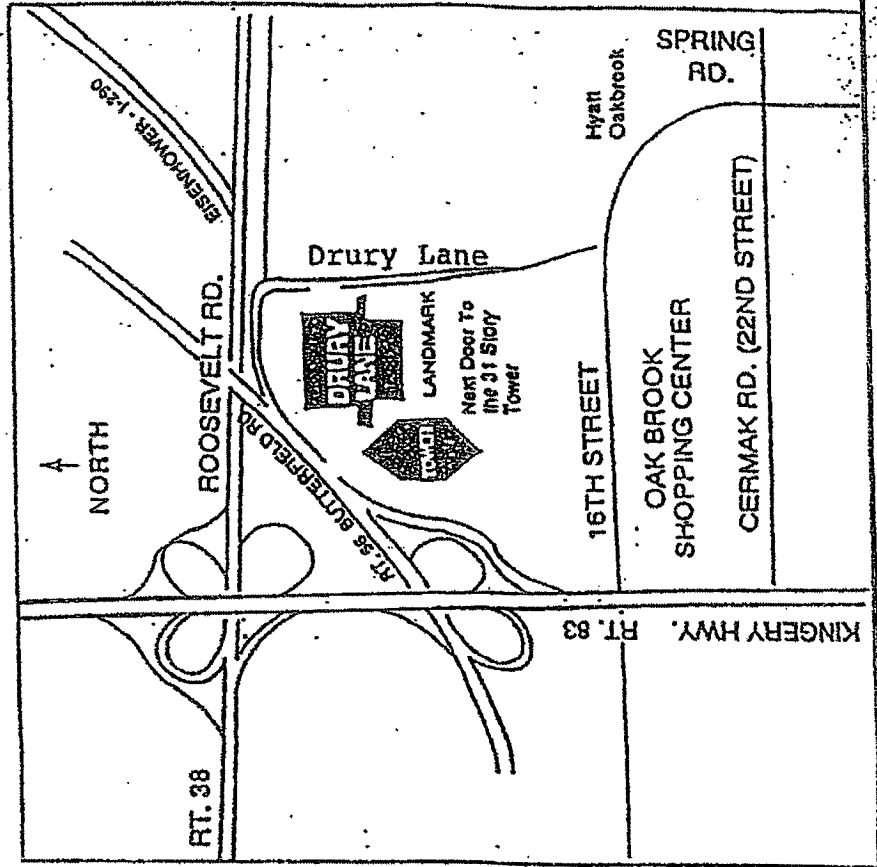 EISENHOWER - I-290
NORTH
ROOSEVELT RD.
RT. 38
RT. 56 BUTTERFIELD RD.
Drury Lane
DRURY
LANE
LANDMARK
TOWER
Next Door To
the 31 Story
Tower
Hyatt
Oakbrook
SPRING
RD.
16TH STREET
OAK BROOK
SHOPPING CENTER
CERMAK RD. (22ND STREET)
KINGERY HWY. RT. 83